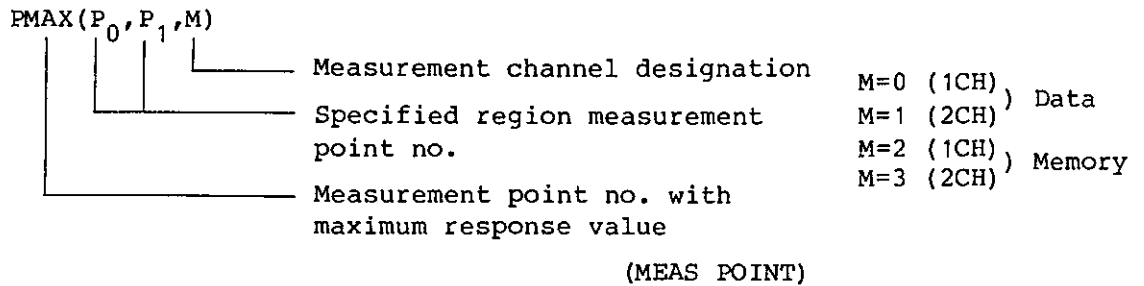 PMAX(P0,P1,M)
Measurement channel designation
Specified region measurement
point no.
Measurement point no. with
maximum response value
M=0 (1CH)
M=1 (2CH) ) Data
M=2 (1CH)
M=3 (2CH) ) Memory
(MEAS POINT)